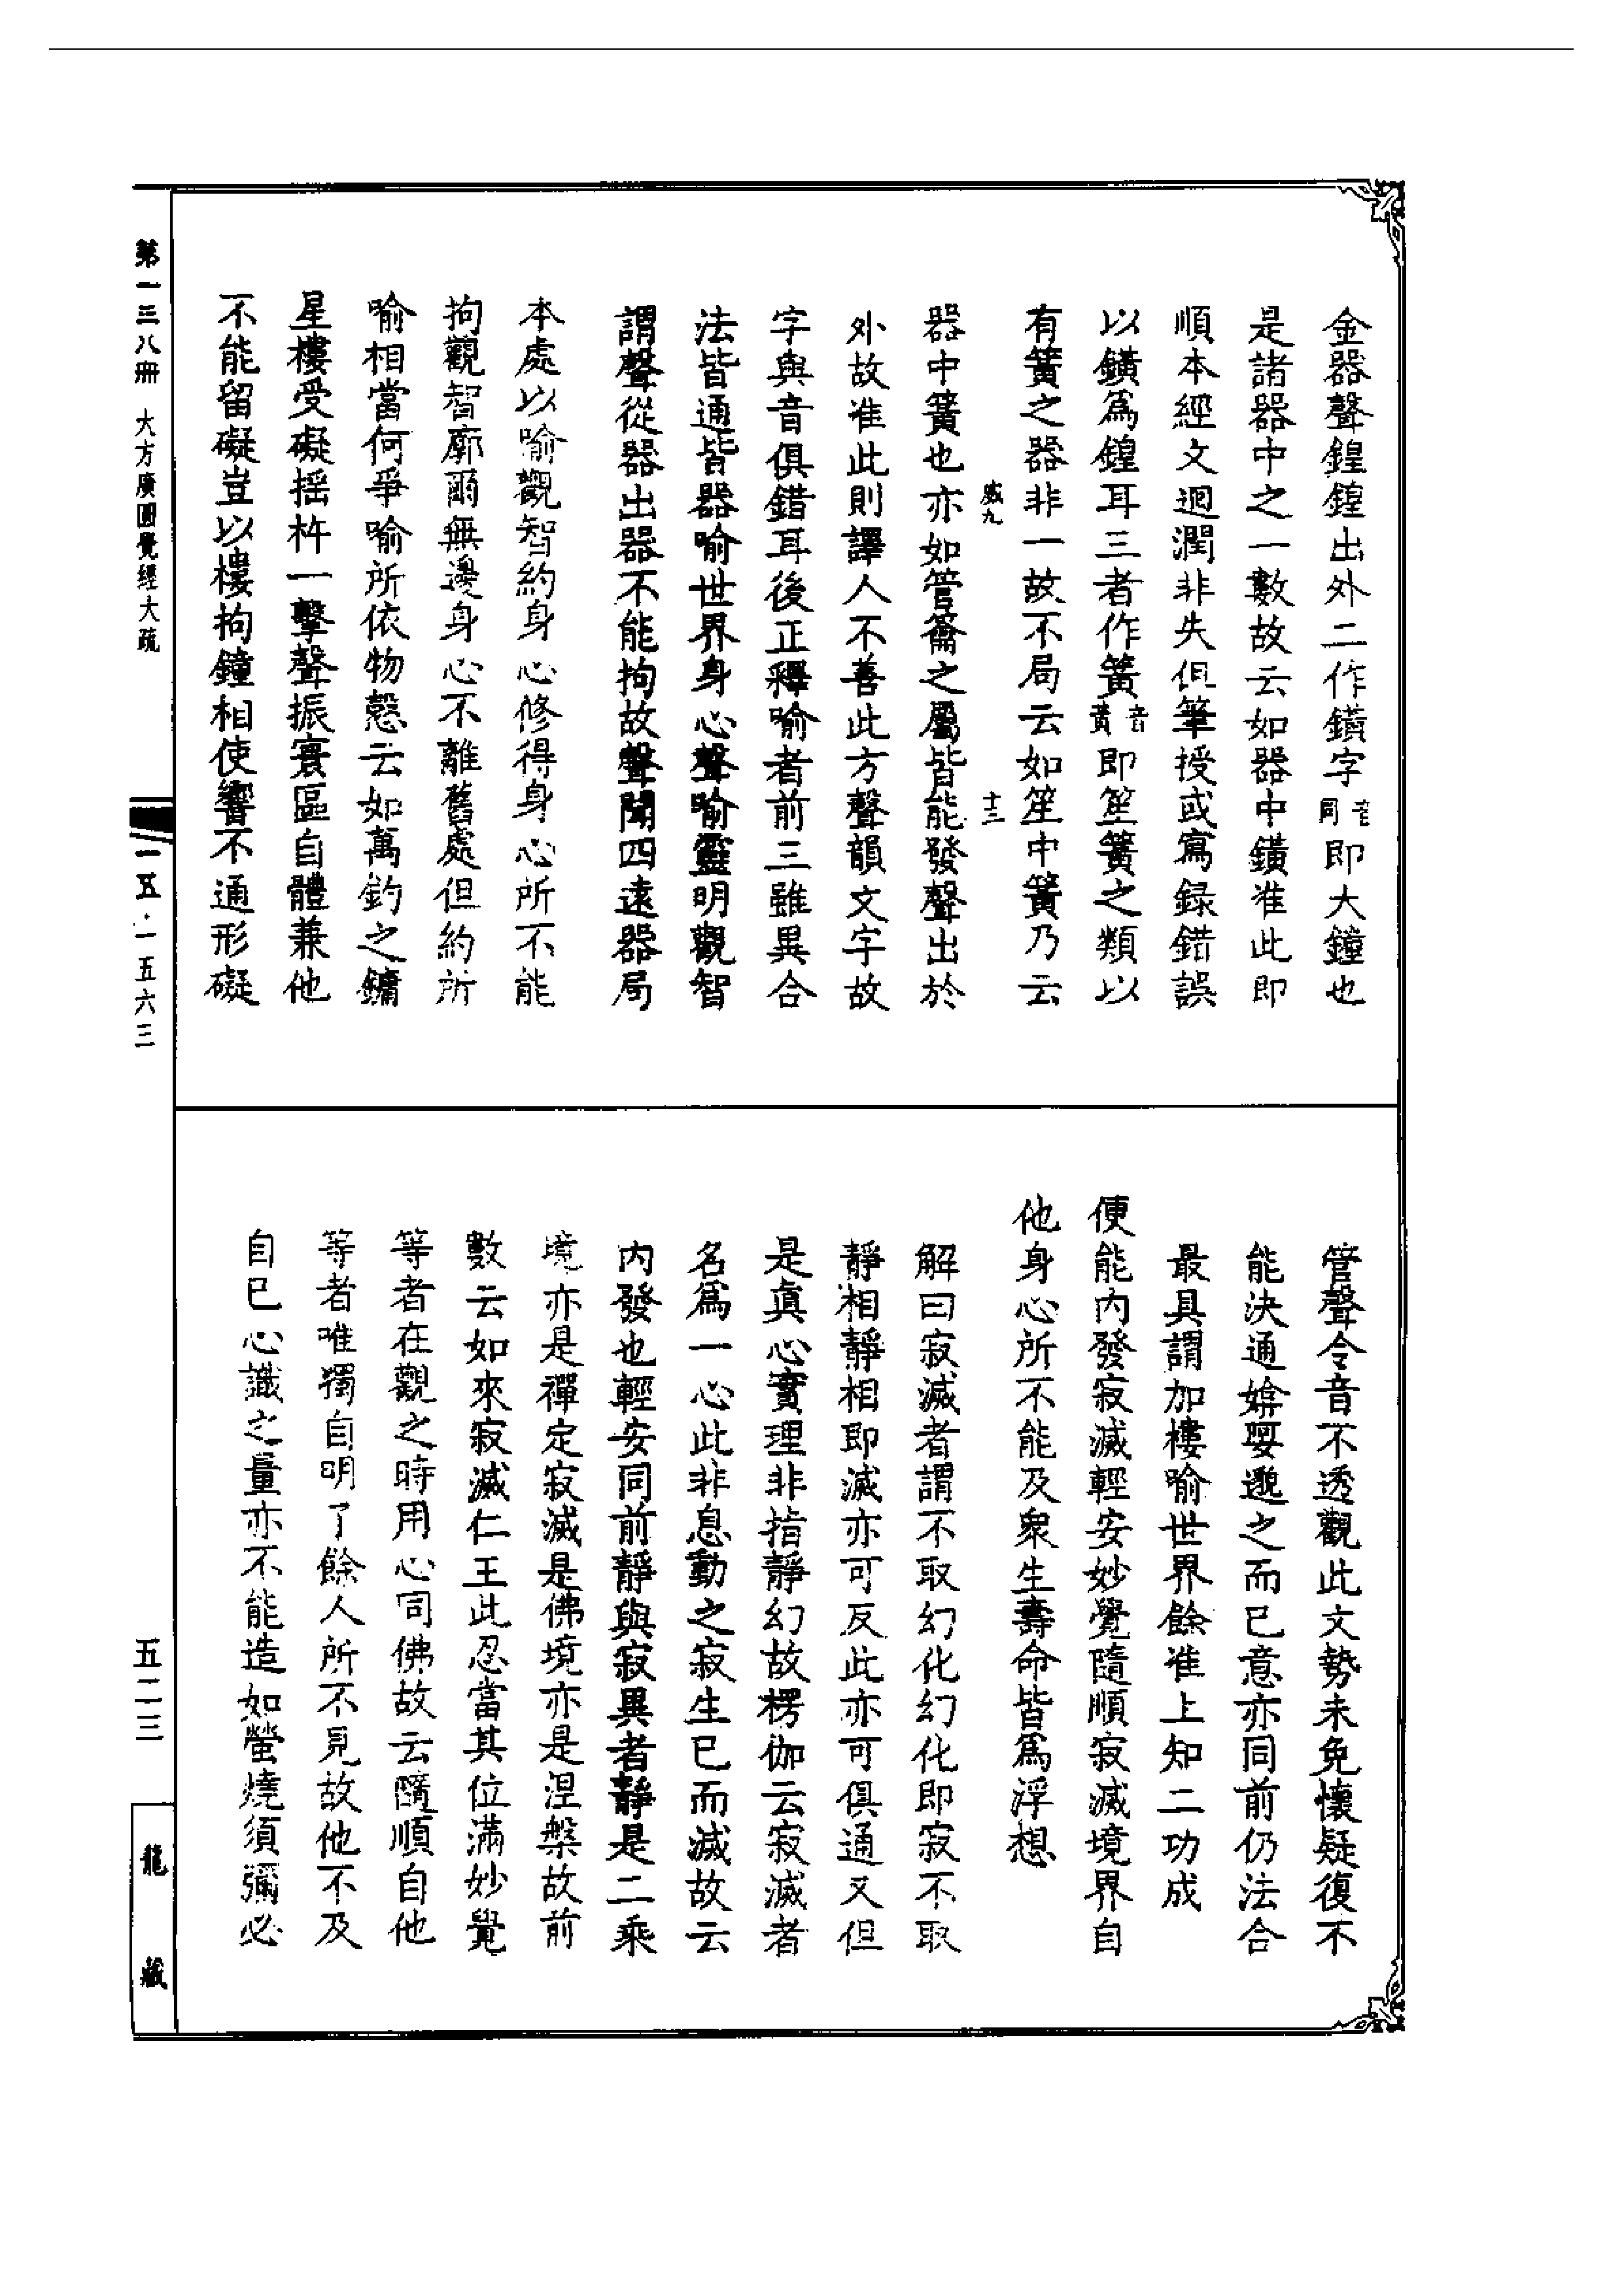 金器聲鍠鍠出外二作鐄字音同即大鐘也
是諸器中之一數故云如器中鐄准此即
順本經文迴潤非失但筆授或寫録錯誤
以鐄爲鍠耳三者作簧音黃即笙簧之類以
有簧之器非一故不局云如笙中簧乃云
咸九
十三
器中簧也亦如管籥之屬皆能發聲出於
外故准此則譯人不善此方聲韻文字故
字與音俱錯耳後正釋喻者前三雖異合
法皆通皆器喻世界身心聲喻靈明觀智
謂聲從器出器不能拘故聲聞四遠器局
本處以喻觀智約身心修得身心所不能
拘觀智廓爾無邊身心不離舊處但約所
喻相當何爭喻所依物愨云如萬釣之鏞
星樓受礙搖杵一擊聲振寰區自體兼他
不能留礙豈以樓拘鐘相使響不通形礙
管聲令音不透觀此文勢未免懷疑復不
能決通媕娿遞之而已意亦同前仍法合
最具謂加樓喻世界餘准上知二功成
便能内發寂滅輕安妙覺隨順寂滅境界自
他身心所不能及衆生壽命皆爲浮想
解曰寂滅者謂不取幻化幻化即寂不取
靜相靜相即滅亦可反此亦可俱通又但
是眞心實理非指靜幻故楞伽云寂滅者
名爲一心此非息動之寂生已而滅故云
内發也輕安同前靜與寂異者靜是二乘
境亦是禪定寂滅是佛境亦是涅槃故前
數云如來寂滅仁王此忍當其位滿妙覺
等者在觀之時用心同佛故云隨順自他
等者唯獨自明了餘人所不見故他不及
自已心識之量亦不能造如螢燒須彌必
第一三八冊 大方廣圓覺經大疏
一五·一五六三
五二三
龍藏